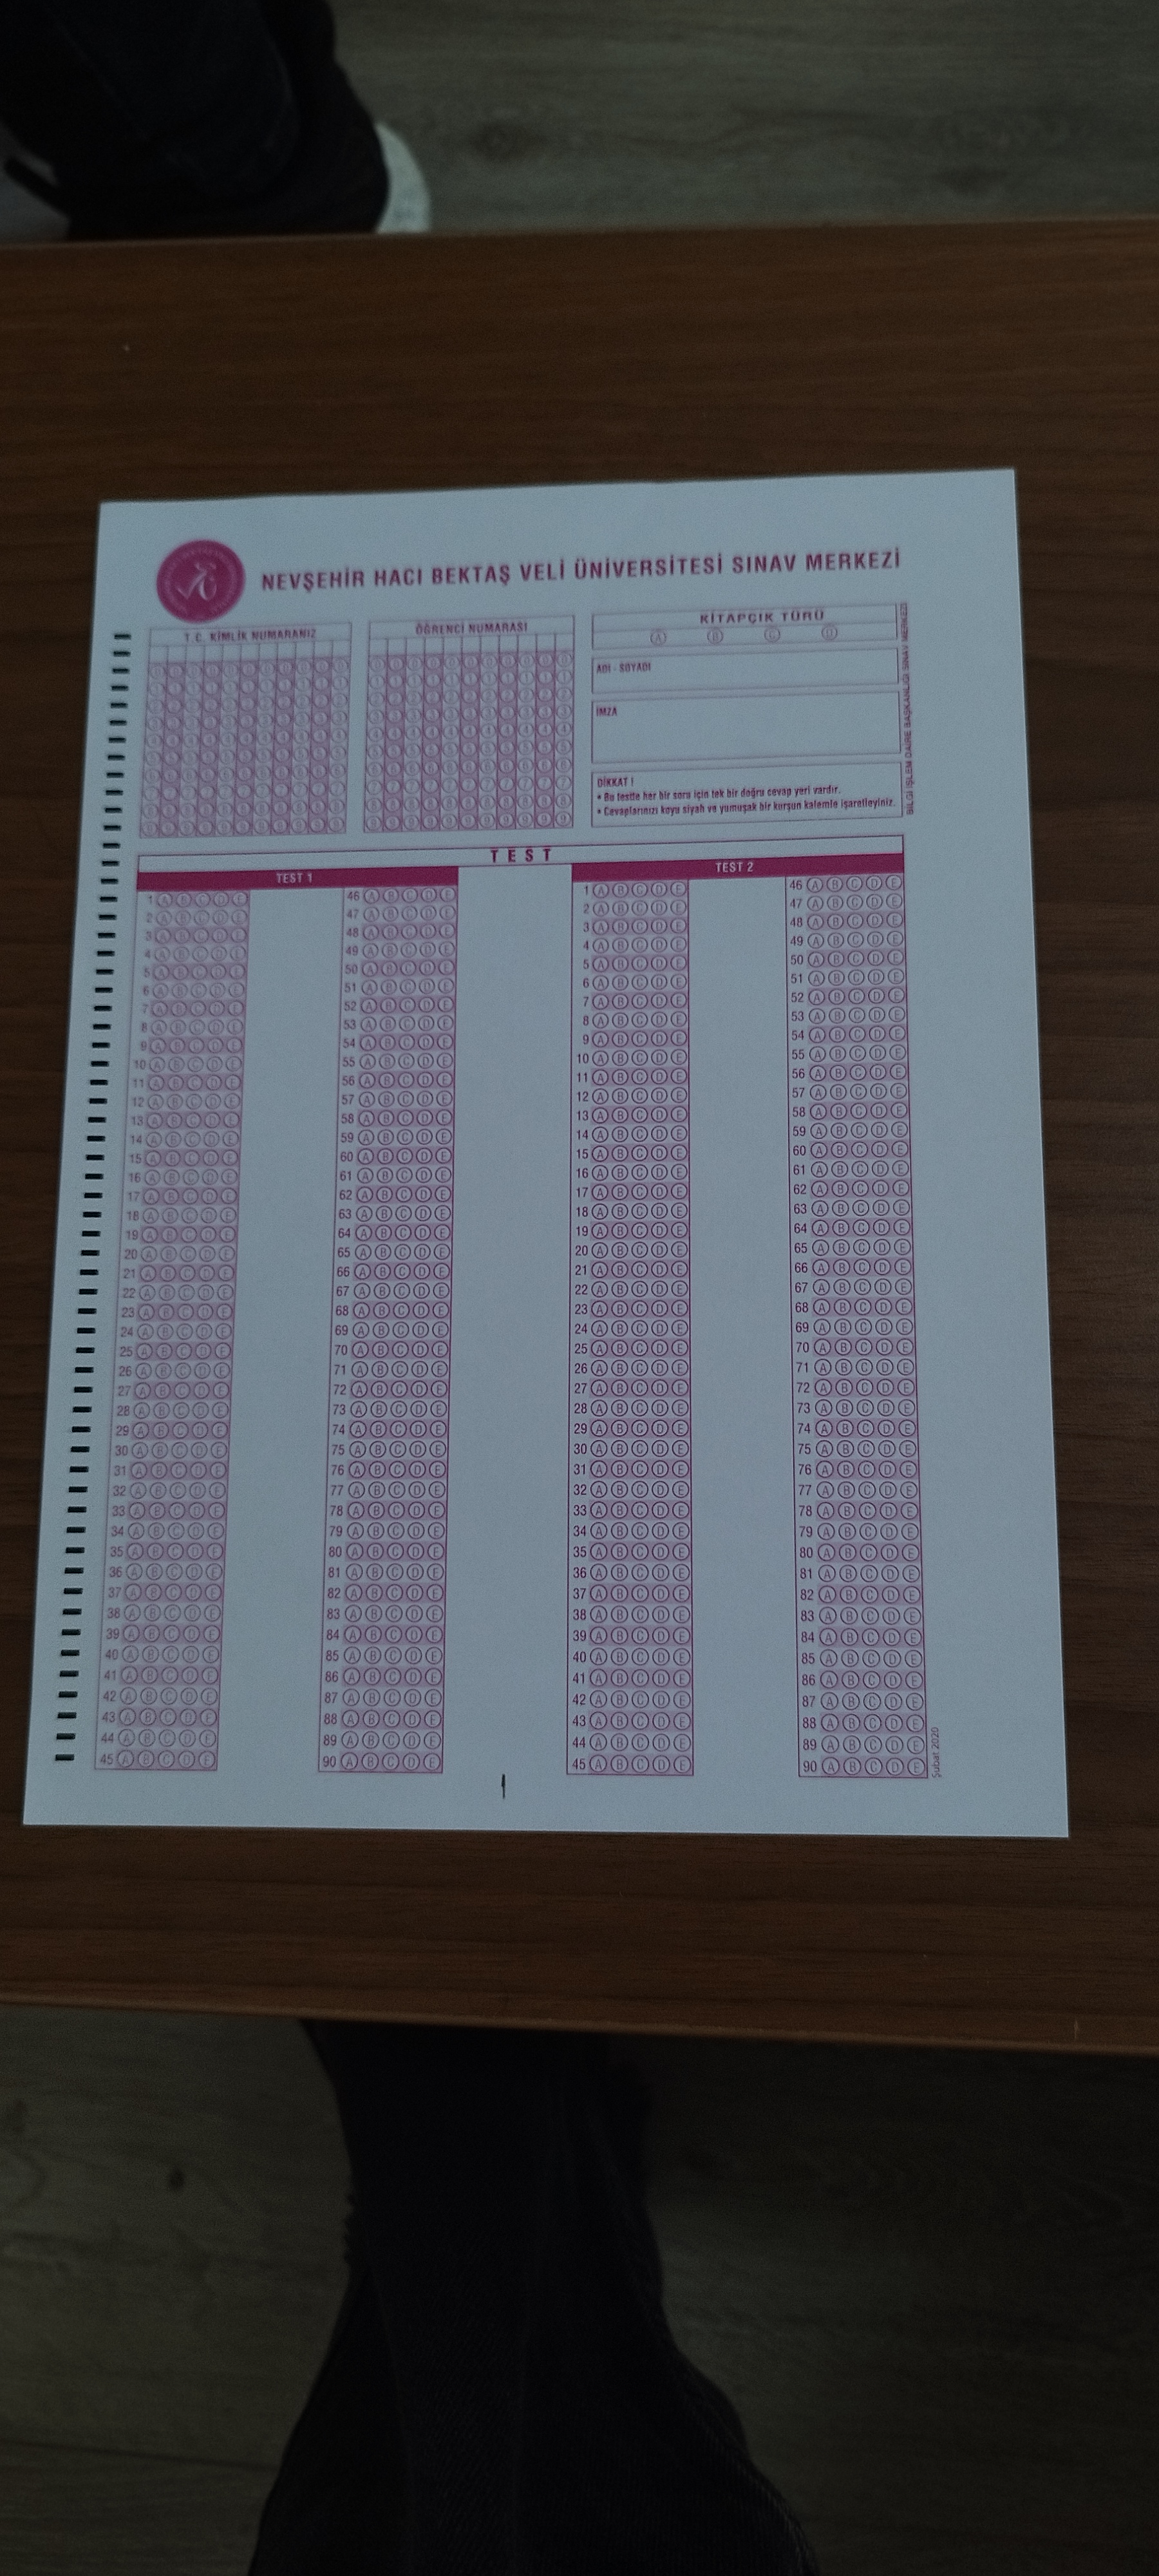 NEVŞEHİR HACI BEKTAŞ VELİ ÜNİVERSİTESİ SINAV MERKEZİ
T.C. KİMLİK NUMARANIZ
ÖĞRENCİ NUMARASI
KİTAPÇIK TÜRÜ
A B C D
ADI - SOYADI
İMZA
DİKKAT !
• Bu testte her bir soru için tek bir doğru cevap yeri vardır.
• Cevaplarınızı koyu siyah ve yumuşak bir kurşun kalemle işaretleyiniz.
BİLGİ İŞLEM DAİRE BAŞKANLIĞI SINAV MERKEZİ
TEST
TEST 1
TEST 2
1 A B C D E 46 A B C D E 1 A B C D E 46 A B C D E
2 A B C D E 47 A B C D E 2 A B C D E 47 A B C D E
3 A B C D E 48 A B C D E 3 A B C D E 48 A B C D E
4 A B C D E 49 A B C D E 4 A B C D E 49 A B C D E
5 A B C D E 50 A B C D E 5 A B C D E 50 A B C D E
6 A B C D E 51 A B C D E 6 A B C D E 51 A B C D E
7 A B C D E 52 A B C D E 7 A B C D E 52 A B C D E
8 A B C D E 53 A B C D E 8 A B C D E 53 A B C D E
9 A B C D E 54 A B C D E 9 A B C D E 54 A B C D E
10 A B C D E 55 A B C D E 10 A B C D E 55 A B C D E
11 A B C D E 56 A B C D E 11 A B C D E 56 A B C D E
12 A B C D E 57 A B C D E 12 A B C D E 57 A B C D E
13 A B C D E 58 A B C D E 13 A B C D E 58 A B C D E
14 A B C D E 59 A B C D E 14 A B C D E 59 A B C D E
15 A B C D E 60 A B C D E 15 A B C D E 60 A B C D E
16 A B C D E 61 A B C D E 16 A B C D E 61 A B C D E
17 A B C D E 62 A B C D E 17 A B C D E 62 A B C D E
18 A B C D E 63 A B C D E 18 A B C D E 63 A B C D E
19 A B C D E 64 A B C D E 19 A B C D E 64 A B C D E
20 A B C D E 65 A B C D E 20 A B C D E 65 A B C D E
21 A B C D E 66 A B C D E 21 A B C D E 66 A B C D E
22 A B C D E 67 A B C D E 22 A B C D E 67 A B C D E
23 A B C D E 68 A B C D E 23 A B C D E 68 A B C D E
24 A B C D E 69 A B C D E 24 A B C D E 69 A B C D E
25 A B C D E 70 A B C D E 25 A B C D E 70 A B C D E
26 A B C D E 71 A B C D E 26 A B C D E 71 A B C D E
27 A B C D E 72 A B C D E 27 A B C D E 72 A B C D E
28 A B C D E 73 A B C D E 28 A B C D E 73 A B C D E
29 A B C D E 74 A B C D E 29 A B C D E 74 A B C D E
30 A B C D E 75 A B C D E 30 A B C D E 75 A B C D E
31 A B C D E 76 A B C D E 31 A B C D E 76 A B C D E
32 A B C D E 77 A B C D E 32 A B C D E 77 A B C D E
33 A B C D E 78 A B C D E 33 A B C D E 78 A B C D E
34 A B C D E 79 A B C D E 34 A B C D E 79 A B C D E
35 A B C D E 80 A B C D E 35 A B C D E 80 A B C D E
36 A B C D E 81 A B C D E 36 A B C D E 81 A B C D E
37 A B C D E 82 A B C D E 37 A B C D E 82 A B C D E
38 A B C D E 83 A B C D E 38 A B C D E 83 A B C D E
39 A B C D E 84 A B C D E 39 A B C D E 84 A B C D E
40 A B C D E 85 A B C D E 40 A B C D E 85 A B C D E
41 A B C D E 86 A B C D E 41 A B C D E 86 A B C D E
42 A B C D E 87 A B C D E 42 A B C D E 87 A B C D E
43 A B C D E 88 A B C D E 43 A B C D E 88 A B C D E
44 A B C D E 89 A B C D E 44 A B C D E 89 A B C D E
45 A B C D E 90 A B C D E 45 A B C D E 90 A B C D E
Şubat 2020